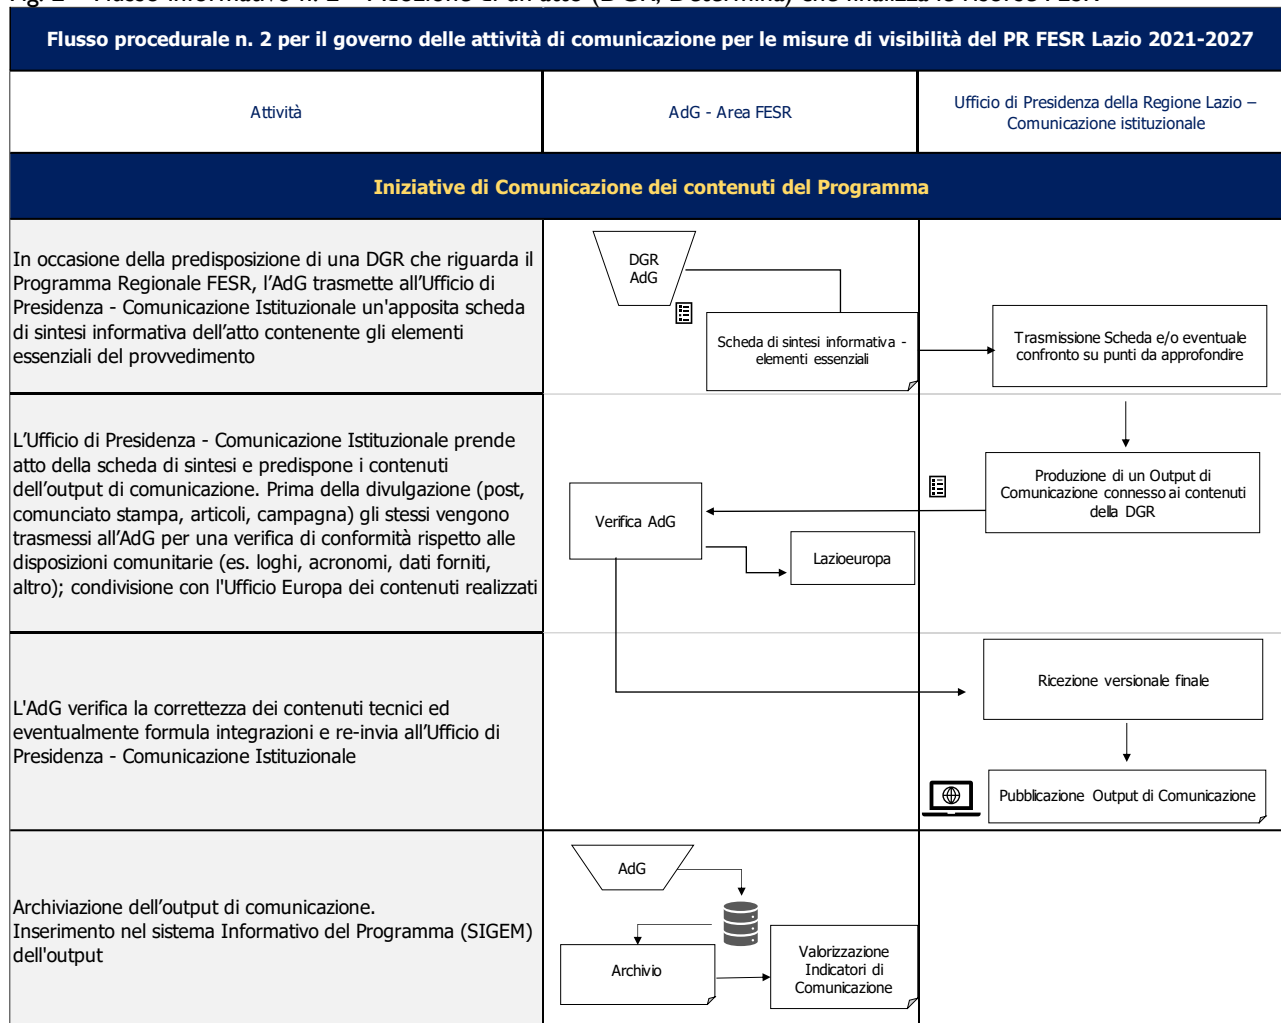 Flusso procedurale n. 2 per il governo delle attività di comunicazione per le misure di visibilità del PR FESR Lazio 2021-2027
Attività
AdG - Area FESR
Ufficio di Presidenza della Regione Lazio –
Comunicazione istituzionale
Iniziative di Comunicazione dei contenuti del Programma
In occasione della predisposizione di una DGR che riguarda il
Programma Regionale FESR, l'AdG trasmette all'Ufficio di
Presidenza - Comunicazione Istituzionale un'apposita scheda
di sintesi informativa dell'atto contenente gli elementi
essenziali del provvedimento
DGR
AdG
Scheda di sintesi informativa -
elementi essenziali
Trasmissione Scheda e/o eventuale
confronto su punti da approfondire
L'Ufficio di Presidenza - Comunicazione Istituzionale prende
atto della scheda di sintesi e predispone i contenuti
dell'output di comunicazione. Prima della divulgazione (post,
comunciato stampa, articoli, campagna) gli stessi vengono
trasmessi all'AdG per una verifica di conformità rispetto alle
disposizioni comunitarie (es. loghi, acronomi, dati forniti,
altro); condivisione con l'Ufficio Europa dei contenuti realizzati
Verifica AdG
Lazioeuropa
Produzione di un Output di
Comunicazione connesso ai contenuti
della DGR
L'AdG verifica la correttezza dei contenuti tecnici ed
eventualmente formula integrazioni e re-invia all'Ufficio di
Presidenza - Comunicazione Istituzionale
Ricezione versionale finale
Pubblicazione Output di Comunicazione
Archiviazione dell'output di comunicazione.
Inserimento nel sistema Informativo del Programma (SIGEM)
dell'output
AdG
Archivio
Valorizzazione
Indicatori di
Comunicazione